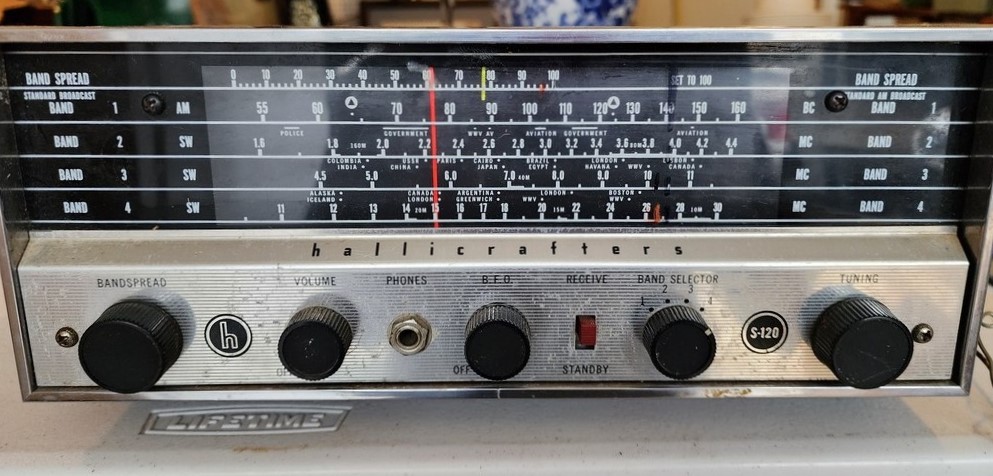 0 10 20 30 40 50 60 70 80 90 100
BAND SPREAD SET TO 100 BAND SPREAD
STANDARD BROADCAST STANDARD AM BROADCAST
BAND 1 AM 55 60 70 80 90 100 110 120 130 140 150 160 BC BAND 1
POLICE GOVERNMENT WWV AV AVIATION GOVERNMENT AVIATION
BAND 2 SW 1.6 1.8 160M 2.0 2.2 2.4 2.6 2.8 3.0 3.2 3.4 3.6 80M 3.8 4.0 4.2 4.4 MC BAND 2
COLOMBIA USSR PARIS CAIRO BRAZIL LONDON LISBON
INDIA CHINA JAPAN EGYPT HAVANA WWV CANADA
BAND 3 SW 4.5 5.0 6.0 7.0 40M 8.0 9.0 10 11 MC BAND 3
ALASKA CANADA ARGENTINA LONDON BOSTON
ICELAND LONDON GREENWICH WWV WWV
BAND 4 SW 11 12 13 14 20M 15 16 17 18 20 15M 22 24 26 28 10M 30 MC BAND 4
hallicrafters
BANDSPREAD VOLUME PHONES B.F.O. RECEIVE BAND SELECTOR TUNING
1 2 3 4
h S-120
OFF STANDBY
LIFETIME